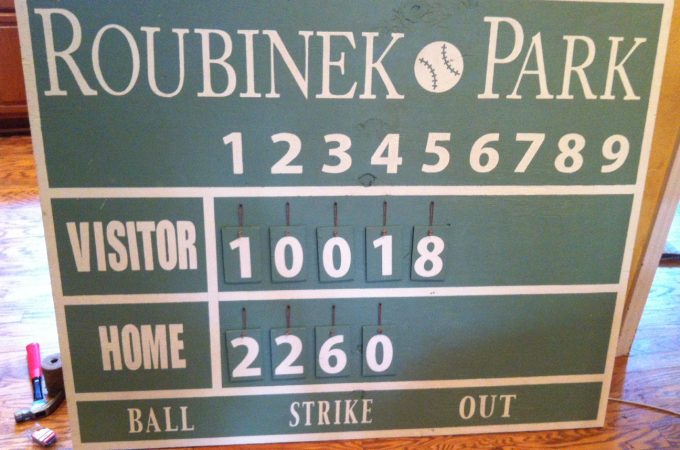 ROUBINEK PARK
1 2 3 4 5 6 7 8 9
VISITOR 1 0 0 1 8
HOME 2 2 6 0
BALL STRIKE OUT